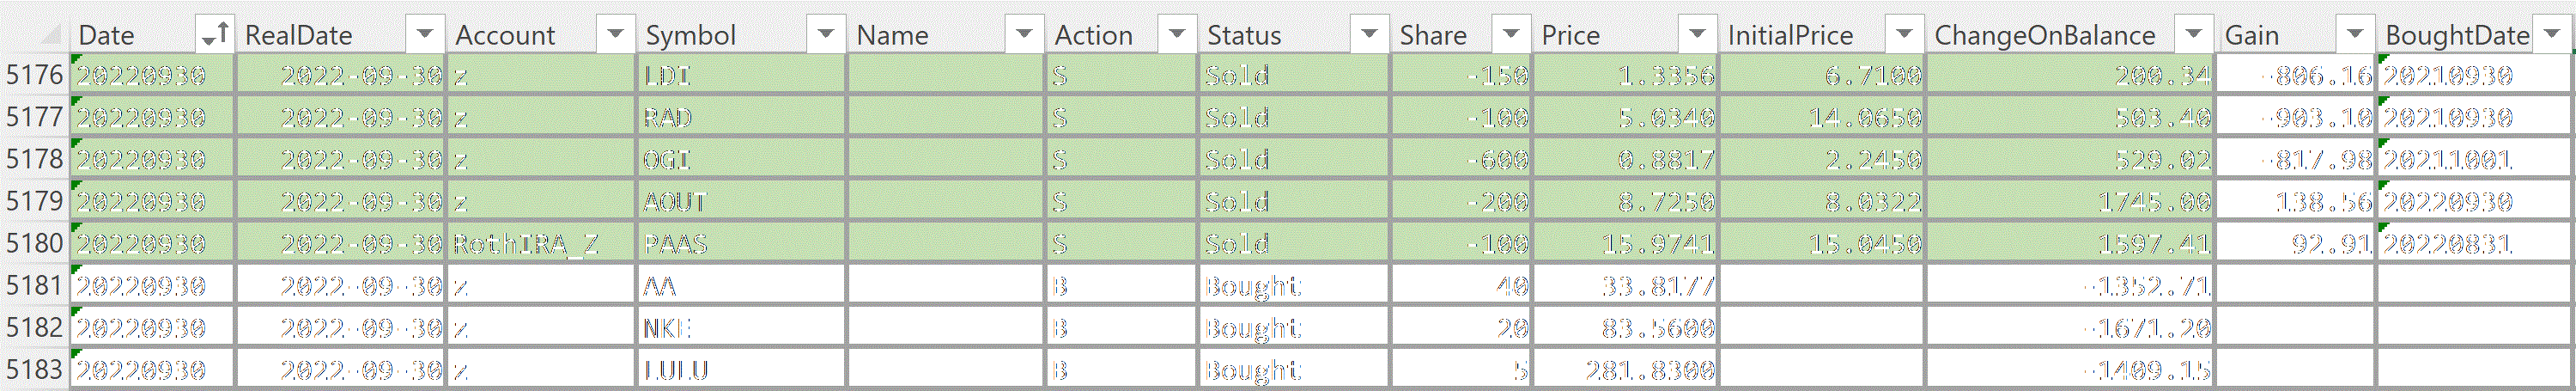 Date RealDate Account Symbol Name Action Status Share Price InitialPrice ChangeOnBalance Gain BoughtDate
5176 20220930 2022-09-30 z LDI S Sold -150 1.3356 6.7100 200.34 -806.16 20210930
5177 20220930 2022-09-30 z RAD S Sold -100 5.0340 14.0650 503.40 -903.10 20210930
5178 20220930 2022-09-30 z OGI S Sold -600 0.8817 2.2450 529.02 -817.98 20211001
5179 20220930 2022-09-30 z AOUT S Sold -200 8.7250 8.0322 1745.00 138.56 20220930
5180 20220930 2022-09-30 RothIRA_Z PAAS S Sold -100 15.9741 15.0450 1597.41 92.91 20220831
5181 20220930 2022-09-30 z AA B Bought 40 33.8177 -1352.71
5182 20220930 2022-09-30 z NKE B Bought 20 83.5600 -1671.20
5183 20220930 2022-09-30 z LULU B Bought 5 281.8300 -1409.15